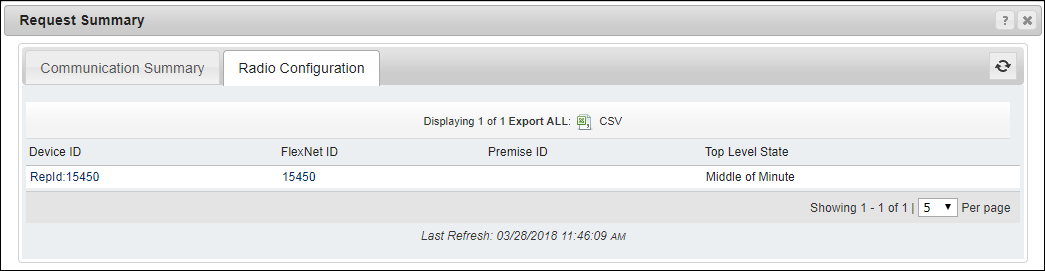 Request Summary
Communication Summary Radio Configuration
Displaying 1 of 1 Export ALL: CSV
Device ID FlexNet ID Premise ID Top Level State
RepId:15450 15450 Middle of Minute
Showing 1 - 1 of 1 | 5 Per page
Last Refresh: 03/28/2018 11:46:09 AM